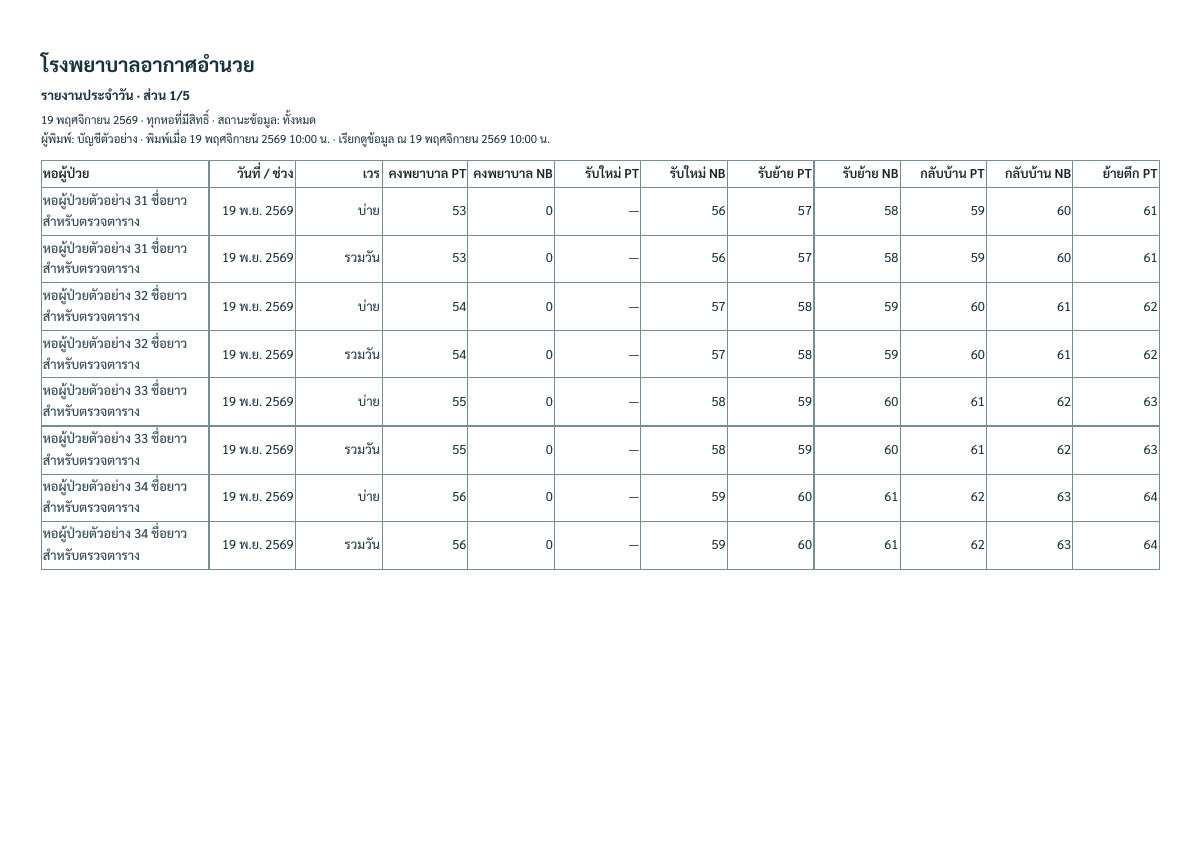 โรงพยาบาลอากาศอำนวย
รายงานประจำวัน · ส่วน 1/5
19 พฤศจิกายน 2569 · ทุกหอที่มีสิทธิ์ · สถานะข้อมูล: ทั้งหมด
ผู้พิมพ์: บัญชีตัวอย่าง · พิมพ์เมื่อ 19 พฤศจิกายน 2569 10:00 น. · เรียกดูข้อมูล ณ 19 พฤศจิกายน 2569 10:00 น.
หอผู้ป่วย วันที่ / ช่วง เวร คงพยาบาล PT คงพยาบาล NB รับใหม่ PT รับใหม่ NB รับย้าย PT รับย้าย NB กลับบ้าน PT กลับบ้าน NB ย้ายตึก PT
หอผู้ป่วยตัวอย่าง 31 ชื่อยาว
สำหรับตรวจตาราง 19 พ.ย. 2569 บ่าย 53 0 — 56 57 58 59 60 61
หอผู้ป่วยตัวอย่าง 31 ชื่อยาว
สำหรับตรวจตาราง 19 พ.ย. 2569 รวมวัน 53 0 — 56 57 58 59 60 61
หอผู้ป่วยตัวอย่าง 32 ชื่อยาว
สำหรับตรวจตาราง 19 พ.ย. 2569 บ่าย 54 0 — 57 58 59 60 61 62
หอผู้ป่วยตัวอย่าง 32 ชื่อยาว
สำหรับตรวจตาราง 19 พ.ย. 2569 รวมวัน 54 0 — 57 58 59 60 61 62
หอผู้ป่วยตัวอย่าง 33 ชื่อยาว
สำหรับตรวจตาราง 19 พ.ย. 2569 บ่าย 55 0 — 58 59 60 61 62 63
หอผู้ป่วยตัวอย่าง 33 ชื่อยาว
สำหรับตรวจตาราง 19 พ.ย. 2569 รวมวัน 55 0 — 58 59 60 61 62 63
หอผู้ป่วยตัวอย่าง 34 ชื่อยาว
สำหรับตรวจตาราง 19 พ.ย. 2569 บ่าย 56 0 — 59 60 61 62 63 64
หอผู้ป่วยตัวอย่าง 34 ชื่อยาว
สำหรับตรวจตาราง 19 พ.ย. 2569 รวมวัน 56 0 — 59 60 61 62 63 64